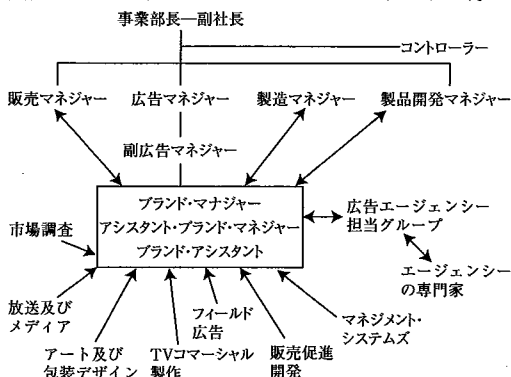 事業部長―副社長
コントローラー
販売マネジャー
広告マネジャー
製造マネジャー
製品開発マネジャー
副広告マネジャー
ブランド・マナジャー
アシスタント・ブランド・マネジャー
ブランド・アシスタント
広告エージェンシー
担当グループ
エージェンシー
の専門家
市場調査
放送及び
メディア
アート及び
包装デザイン
TVコマーシャル
製作
フィールド
広告
販売促進
開発
マネジメント・
システムズ